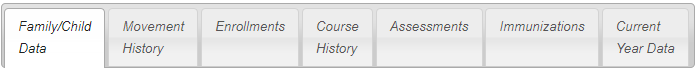 Family/Child
Data
Movement
History
Enrollments
Course
History
Assessments
Immunizations
Current
Year Data